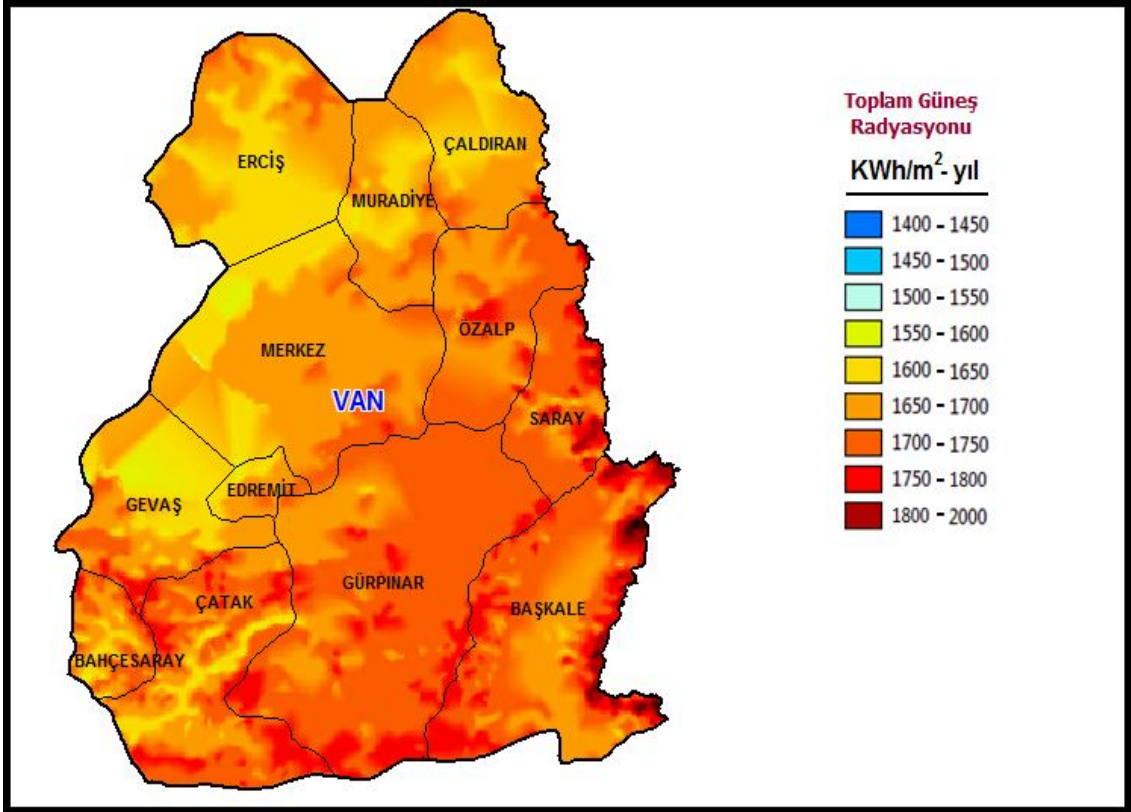 ERCİŞ
ÇALDIRAN
MURADİYE
ÖZALP
MERKEZ
VAN
SARAY
EDREMİT
GEVAŞ
GÜRPINAR
ÇATAK
BAŞKALE
BAHÇESARAY
Toplam Güneş
Radyasyonu
KWh/m²- yıl
1400 - 1450
1450 - 1500
1500 - 1550
1550 - 1600
1600 - 1650
1650 - 1700
1700 - 1750
1750 - 1800
1800 - 2000